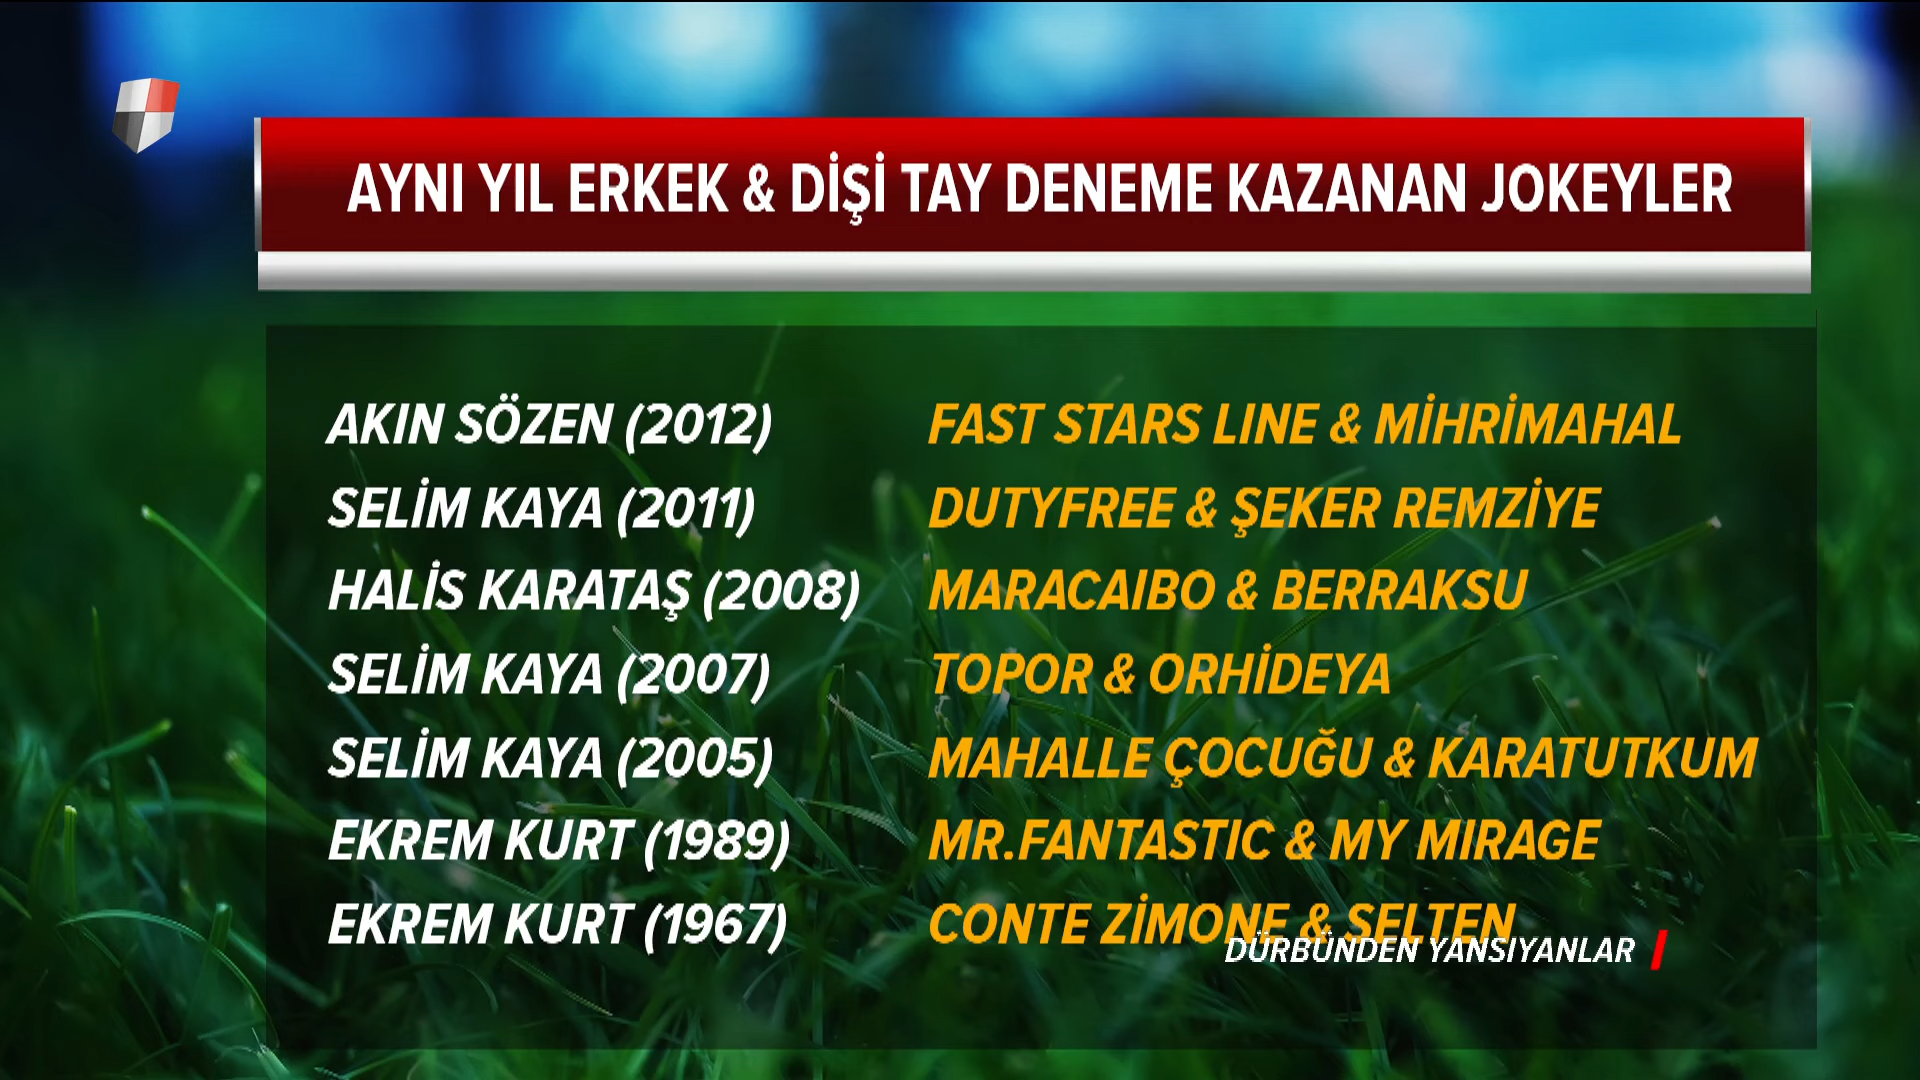 AYNI YIL ERKEK & DİŞİ TAY DENEME KAZANAN JOKEYLER
AKIN SÖZEN (2012) FAST STARS LINE & MİHRİMAHAL
SELİM KAYA (2011) DUTYFREE & ŞEKER REMZİYE
HALİS KARATAŞ (2008) MARACAIBO & BERRAKSU
SELİM KAYA (2007) TOPOR & ORHİDEYA
SELİM KAYA (2005) MAHALLE ÇOCUĞU & KARATUTKUM
EKREM KURT (1989) MR.FANTASTIC & MY MIRAGE
EKREM KURT (1967) CONTE ZİMONE & SELTEN
DÜRBÜNDEN YANSIYANLAR